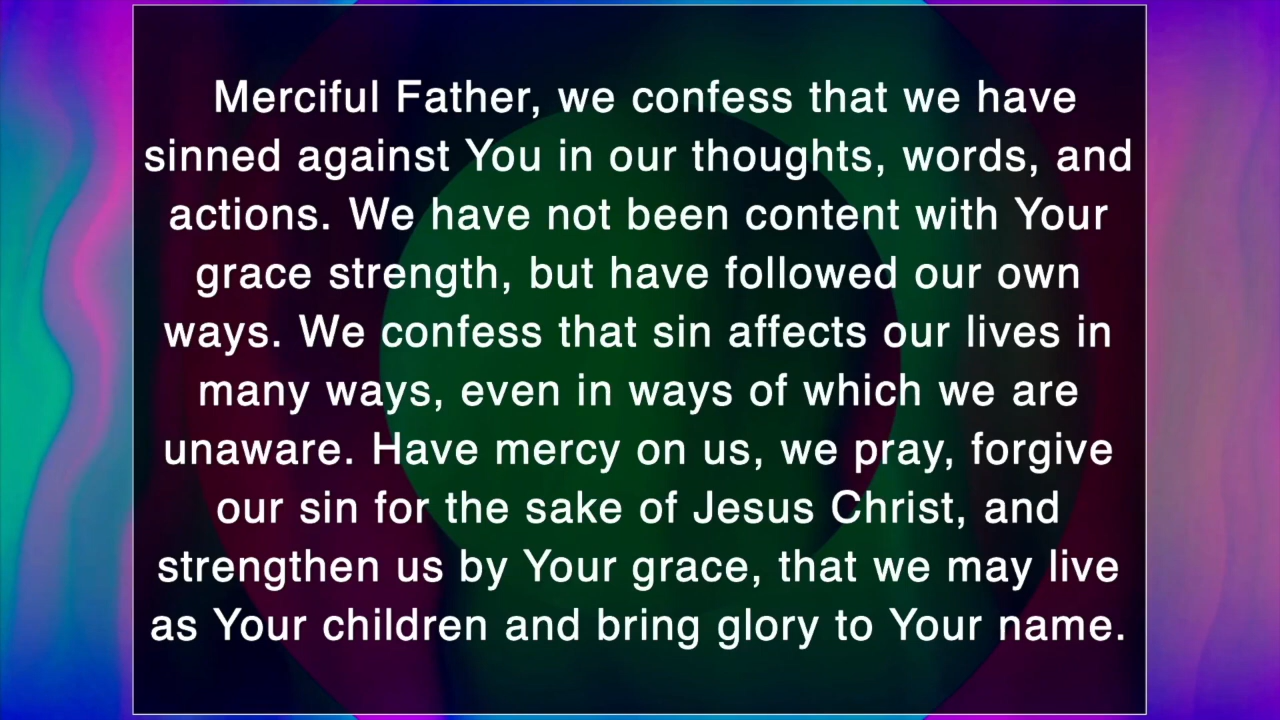 Merciful Father, we confess that we have
sinned against You in our thoughts, words, and
actions. We have not been content with Your
grace strength, but have followed our own
ways. We confess that sin affects our lives in
many ways, even in ways of which we are
unaware. Have mercy on us, we pray, forgive
our sin for the sake of Jesus Christ, and
strengthen us by Your grace, that we may live
as Your children and bring glory to Your name.